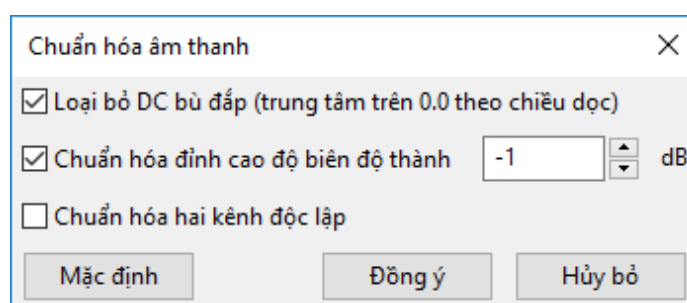 Chuẩn hóa âm thanh
Loại bỏ DC bù đắp (trung tâm trên 0.0 theo chiều dọc)
Chuẩn hóa đỉnh cao độ biên độ thành -1 dB
Chuẩn hóa hai kênh độc lập
Mặc định Đồng ý Hủy bỏ